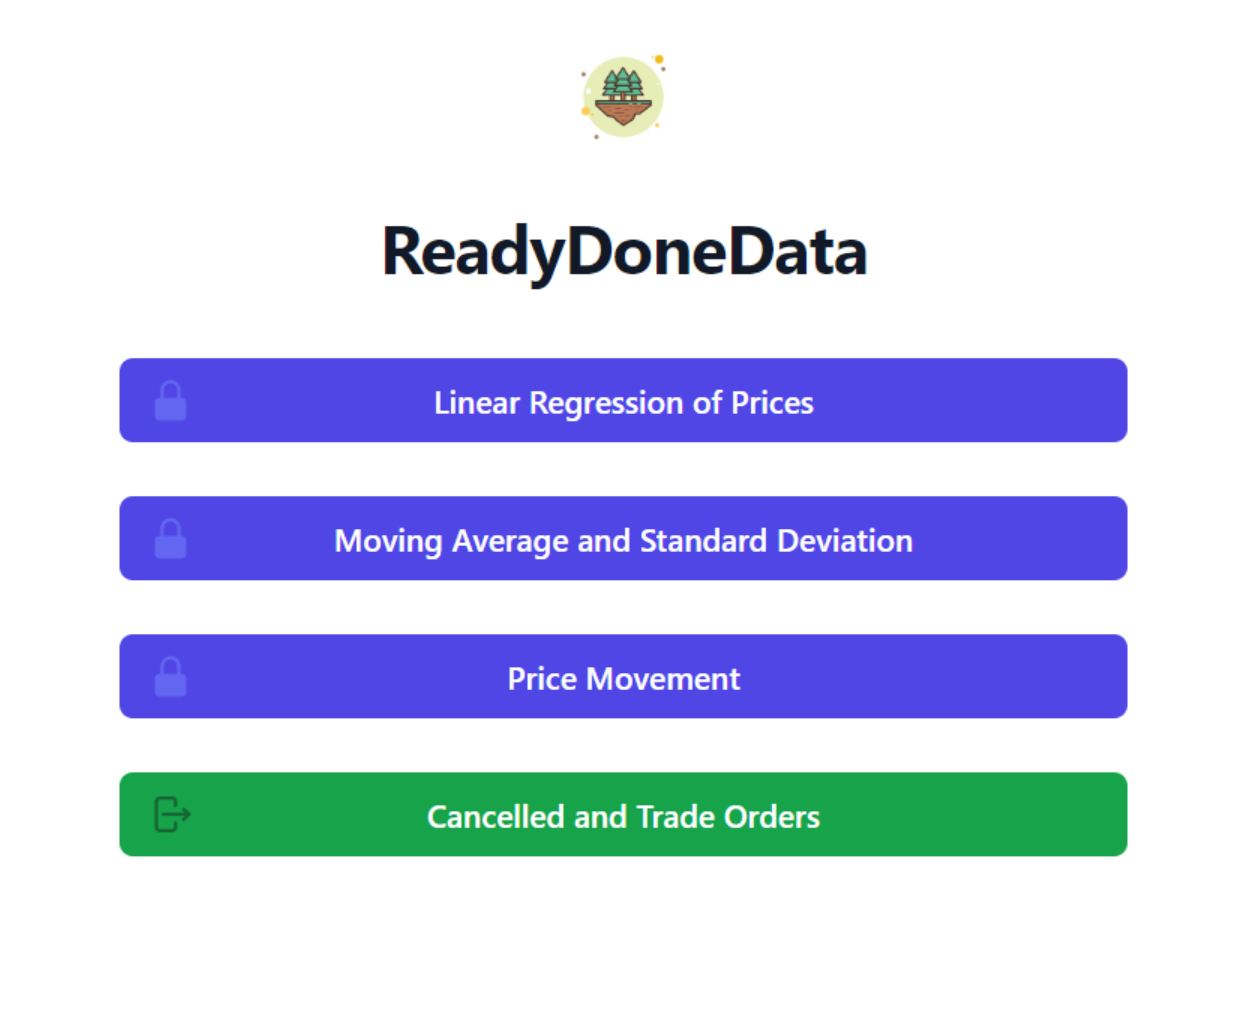 ReadyDoneData
Linear Regression of Prices
Moving Average and Standard Deviation
Price Movement
Cancelled and Trade Orders